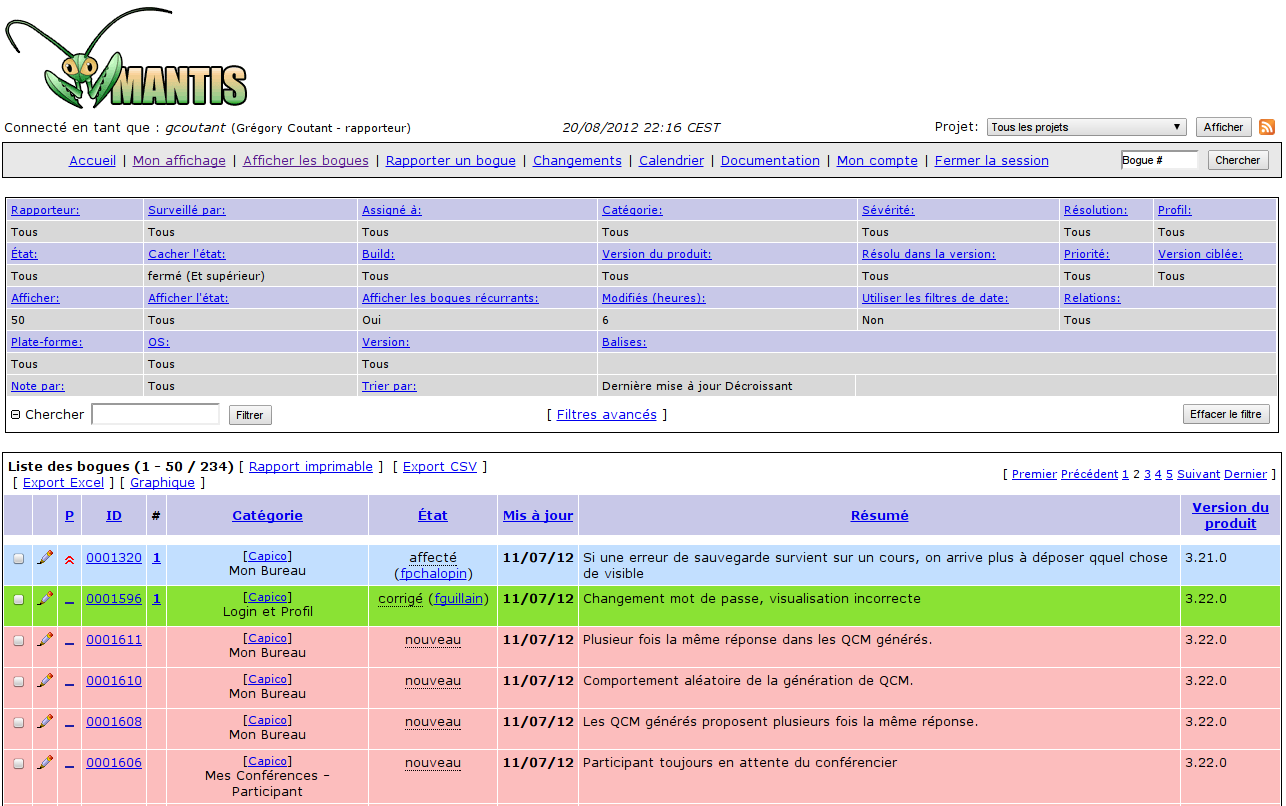 MANTIS
Connecté en tant que : gcoutant (Grégory Coutant - rapporteur) 20/08/2012 22:16 CEST Projet: Tous les projets Afficher
Accueil | Mon affichage | Afficher les bogues | Rapporter un bogue | Changements | Calendrier | Documentation | Mon compte | Fermer la session Bogue # Chercher
Rapporteur: Surveillé par: Assigné à: Catégorie: Sévérité: Résolution: Profil:
Tous Tous Tous Tous Tous Tous Tous
État: Cacher l'état: Build: Version du produit: Résolu dans la version: Priorité: Version ciblée:
Tous fermé (Et supérieur) Tous Tous Tous Tous Tous
Afficher: Afficher l'état: Afficher les bogues récurrants: Modifiés (heures): Utiliser les filtres de date: Relations:
50 Tous Oui 6 Non Tous
Plate-forme: OS: Version: Balises:
Tous Tous Tous
Note par: Tous Trier par: Dernière mise à jour Décroissant
Chercher Filtrer [ Filtres avancés ] Effacer le filtre
Liste des bogues (1 - 50 / 234) [ Rapport imprimable ] [ Export CSV ]
[ Export Excel ] [ Graphique ]
[ Premier Précédent 1 2 3 4 5 Suivant Dernier ]
P ID # Catégorie État Mis à jour Résumé Version du
produit
0001320 1 [Capico] affecté 11/07/12 Si une erreur de sauvegarde survient sur un cours, on arrive plus à déposer qquel chose 3.21.0
Mon Bureau (fpchalopin) de visible
0001596 1 [Capico] corrigé (fguillain) 11/07/12 Changement mot de passe, visualisation incorrecte 3.22.0
Login et Profil
0001611 [Capico] nouveau 11/07/12 Plusieur fois la même réponse dans les QCM générés. 3.22.0
Mon Bureau
0001610 [Capico] nouveau 11/07/12 Comportement aléatoire de la génération de QCM. 3.22.0
Mon Bureau
0001608 [Capico] nouveau 11/07/12 Les QCM générés proposent plusieurs fois la même réponse. 3.22.0
Mon Bureau
0001606 [Capico] nouveau 11/07/12 Participant toujours en attente du conférencier 3.22.0
Mes Conférences -
Participant